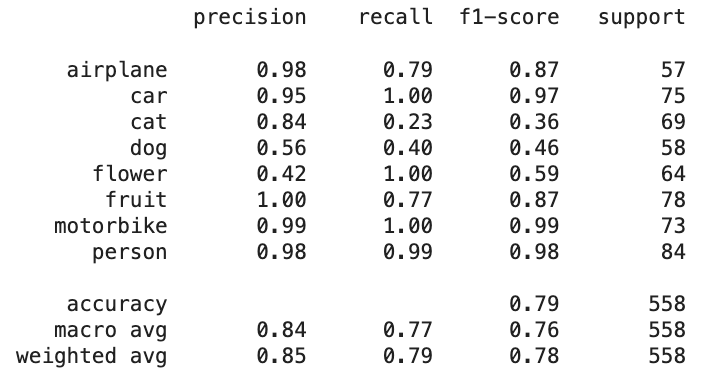 precision recall f1-score support
airplane 0.98 0.79 0.87 57
car 0.95 1.00 0.97 75
cat 0.84 0.23 0.36 69
dog 0.56 0.40 0.46 58
flower 0.42 1.00 0.59 64
fruit 1.00 0.77 0.87 78
motorbike 0.99 1.00 0.99 73
person 0.98 0.99 0.98 84
accuracy 0.79 558
macro avg 0.84 0.77 0.76 558
weighted avg 0.85 0.79 0.78 558